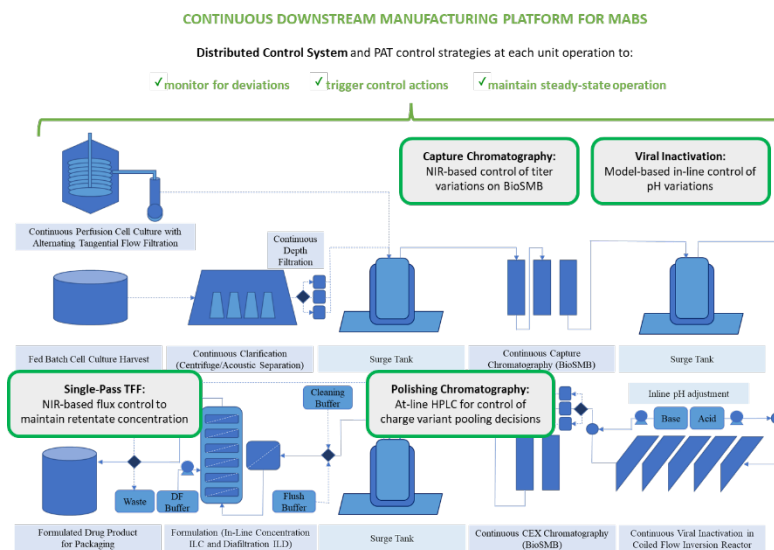 CONTINUOUS DOWNSTREAM MANUFACTURING PLATFORM FOR MABS
Distributed Control System and PAT control strategies at each unit operation to:
✓monitor for deviations
✓trigger control actions
✓maintain steady-state operation
Capture Chromatography:
NIR-based control of titer
variations on BioSMB
Viral Inactivation:
Model-based in-line control of
pH variations
Continuous Perfusion Cell Culture with
Alternating Tangential Flow Filtration
Continuous
Depth
Filtration
Fed Batch Cell Culture Harvest
Continuous Clarification
(Centrifuge/Acoustic Separation)
Surge Tank
Continuous Capture
Chromatography (BioSMB)
Surge Tank
Single-Pass TFF:
NIR-based flux control to
maintain retentate concentration
Cleaning
Buffer
Polishing Chromatography:
At-line HPLC for control of
charge variant pooling decisions
Inline pH adjustment
Base
Acid
Waste
DF
Buffer
Flush
Buffer
Formulated Drug Product
for Packaging
Formulation (In-Line Concentration
ILC and Diafiltration ILD)
Surge Tank
Continuous CEX Chromatography
(BioSMB)
Continuous Viral Inactivation in
Coiled Flow Inversion Reactor